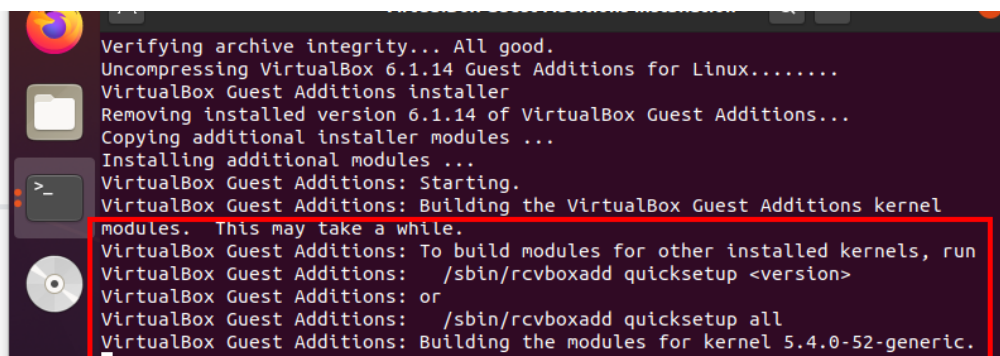 Verifying archive integrity... All good.
Uncompressing VirtualBox 6.1.14 Guest Additions for Linux........
VirtualBox Guest Additions installer
Removing installed version 6.1.14 of VirtualBox Guest Additions...
Copying additional installer modules ...
Installing additional modules ...
VirtualBox Guest Additions: Starting.
VirtualBox Guest Additions: Building the VirtualBox Guest Additions kernel
modules.  This may take a while.
VirtualBox Guest Additions: To build modules for other installed kernels, run
VirtualBox Guest Additions:   /sbin/rcvboxadd quicksetup <version>
VirtualBox Guest Additions: or
VirtualBox Guest Additions:   /sbin/rcvboxadd quicksetup all
VirtualBox Guest Additions: Building the modules for kernel 5.4.0-52-generic.